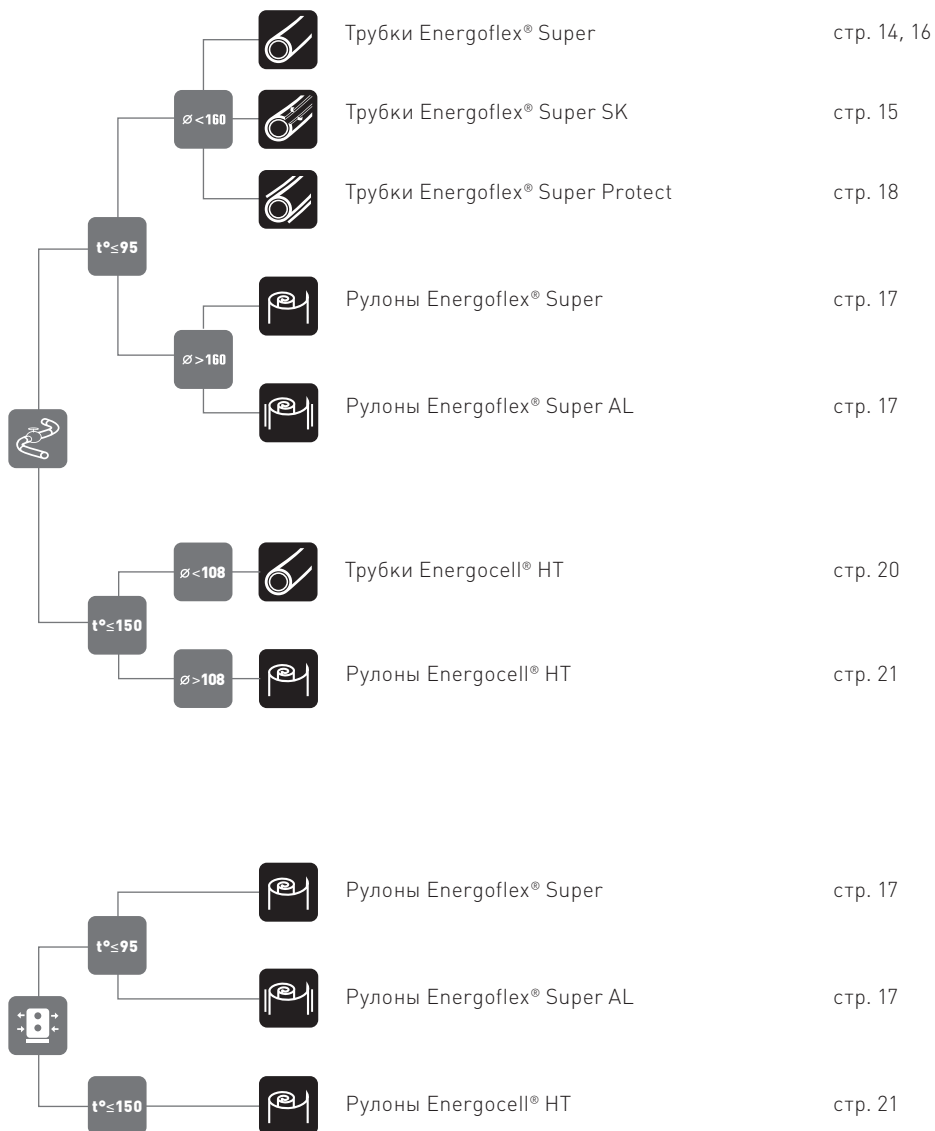 Трубки Energoflex® Super стр. 14, 16
ø<160 Трубки Energoflex® Super SK стр. 15
Трубки Energoflex® Super Protect стр. 18
t°≤95
Рулоны Energoflex® Super стр. 17
ø>160
Рулоны Energoflex® Super AL стр. 17
ø<108 Трубки Energocell® HT стр. 20
t°≤150
ø>108 Рулоны Energocell® HT стр. 21
Рулоны Energoflex® Super стр. 17
t°≤95
Рулоны Energoflex® Super AL стр. 17
t°≤150 Рулоны Energocell® HT стр. 21